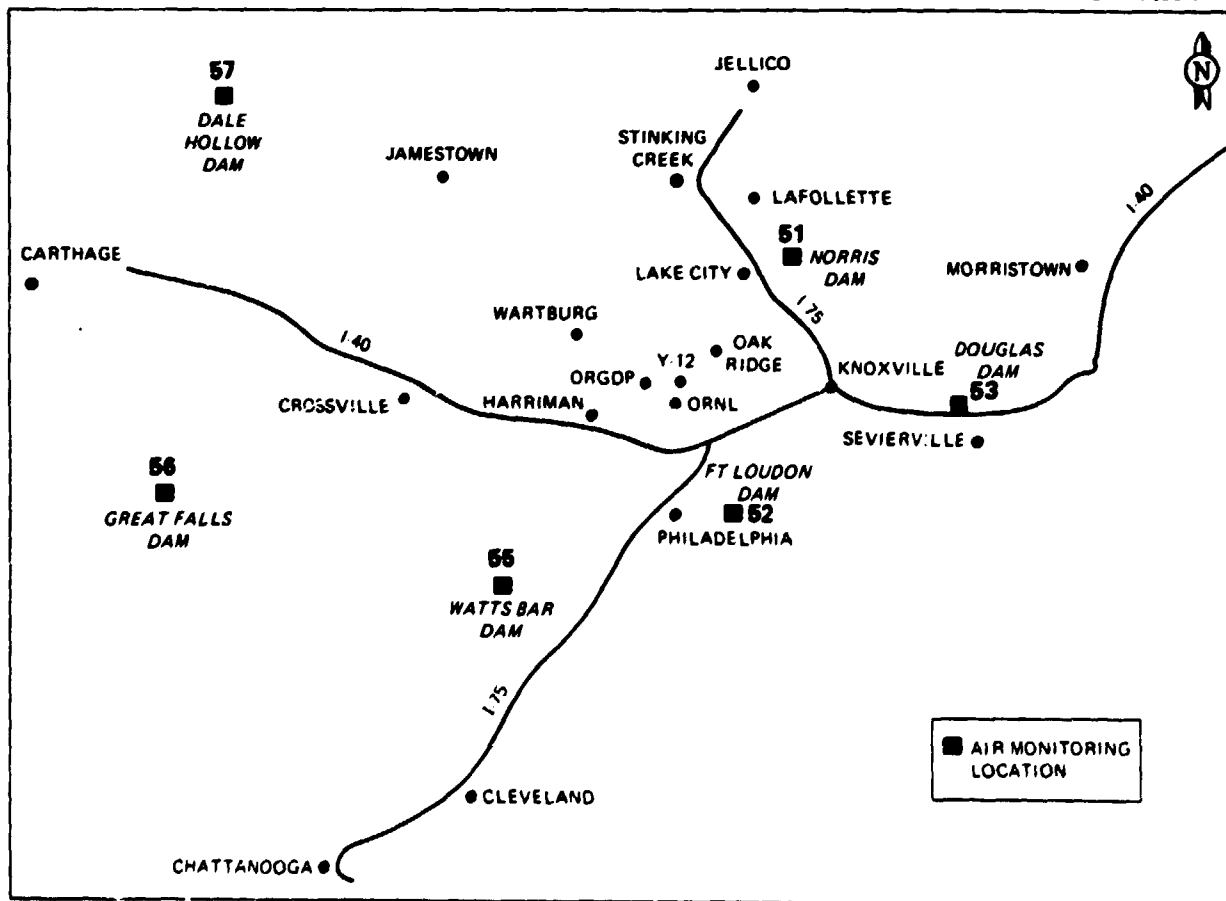 JELLICO
N
57
DALE
HOLLOW
DAM
JAMESTOWN
STINKING
CREEK
LAFOLLETTE
I-40
51
NORRIS
DAM
CARTHAGE
LAKE CITY
MORRISTOWN
WARTBURG
I-75
I-40
OAK
RIDGE
Y-12
KNOXVILLE
DOUGLAS
DAM
53
ORGDP
CROSSVILLE
HARRIMAN
ORNL
SEVIERVILLE
56
GREAT FALLS
DAM
FT LOUDON
DAM
52
PHILADELPHIA
55
WATTS BAR
DAM
I-75
AIR MONITORING
LOCATION
CLEVELAND
CHATTANOOGA